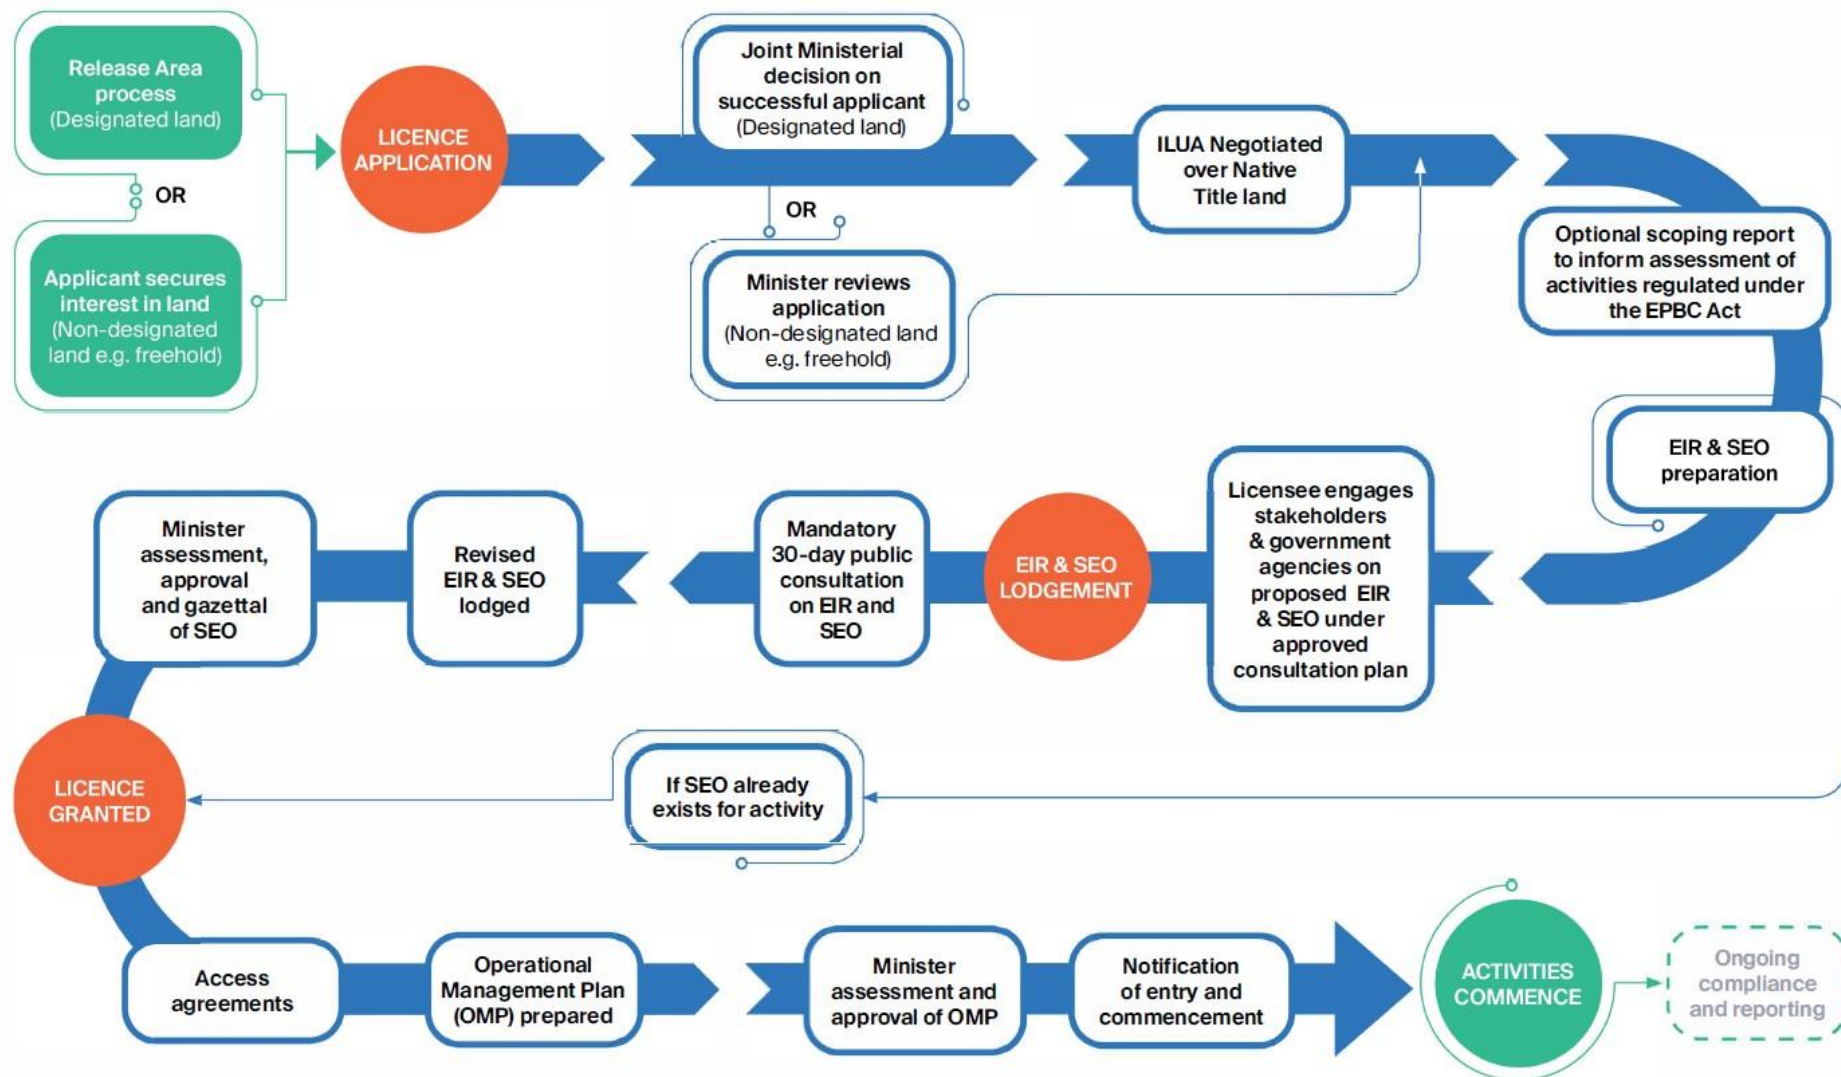 Release Area
process
(Designated land)
OR
Applicant secures
interest in land
(Non-designated
land e.g. freehold)
LICENCE
APPLICATION
Joint Ministerial
decision on
successful applicant
(Designated land)
OR
Minister reviews
application
(Non-designated land
e.g. freehold)
ILUA Negotiated
over Native
Title land
Optional scoping report
to inform assessment of
activities regulated under
the EPBC Act
EIR & SEO
preparation
Licensee engages
stakeholders
& government
agencies on
proposed EIR
& SEO under
approved
consultation plan
EIR & SEO
LODGEMENT
Mandatory
30-day public
consultation
on EIR and
SEO
Revised
EIR & SEO
lodged
Minister
assessment,
approval
and gazettal
of SEO
If SEO already
exists for activity
LICENCE
GRANTED
Access
agreements
Operational
Management Plan
(OMP) prepared
Minister
assessment and
approval of OMP
Notification
of entry and
commencement
ACTIVITIES
COMMENCE
Ongoing
compliance
and reporting